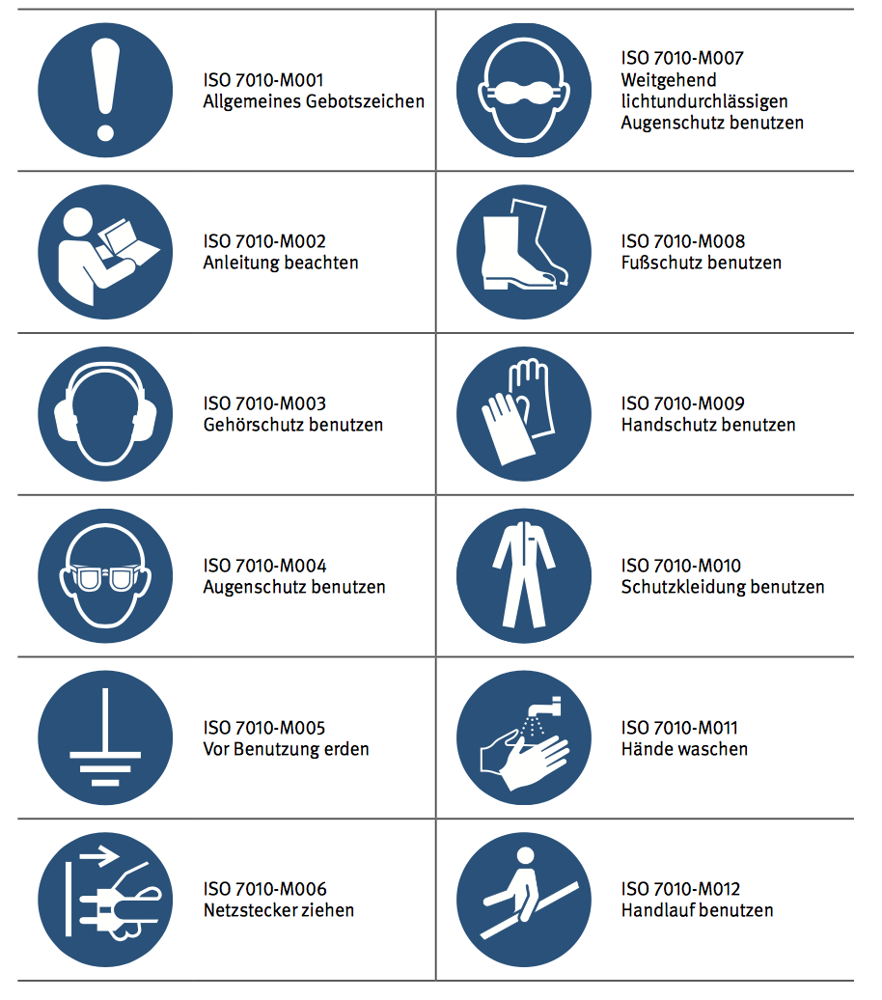 ISO 7010-M001
Allgemeines Gebotszeichen
ISO 7010-M007
Weitgehend
lichtundurchlässigen
Augenschutz benutzen
ISO 7010-M002
Anleitung beachten
ISO 7010-M008
Fußschutz benutzen
ISO 7010-M003
Gehörschutz benutzen
ISO 7010-M009
Handschutz benutzen
ISO 7010-M004
Augenschutz benutzen
ISO 7010-M010
Schutzkleidung benutzen
ISO 7010-M005
Vor Benutzung erden
ISO 7010-M011
Hände waschen
ISO 7010-M006
Netzstecker ziehen
ISO 7010-M012
Handlauf benutzen